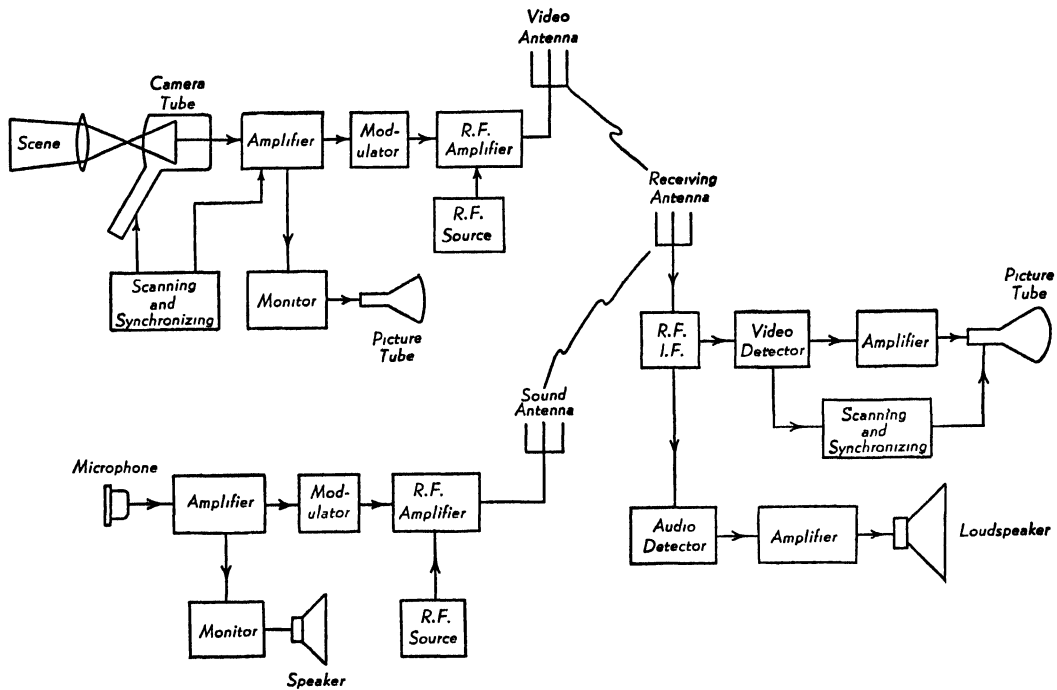 Video
Antenna
Camera
Tube
Scene
Amplifier
Mod-
ulator
R.F.
Amplifier
R.F.
Source
Scanning
and
Synchronizing
Monitor
Picture
Tube
Receiving
Antenna
R.F.
I.F.
Video
Detector
Amplifier
Picture
Tube
Scanning
and
Synchronizing
Sound
Antenna
Microphone
Amplifier
Mod-
ulator
R.F.
Amplifier
Monitor
Speaker
R.F.
Source
Audio
Detector
Amplifier
Loudspeaker